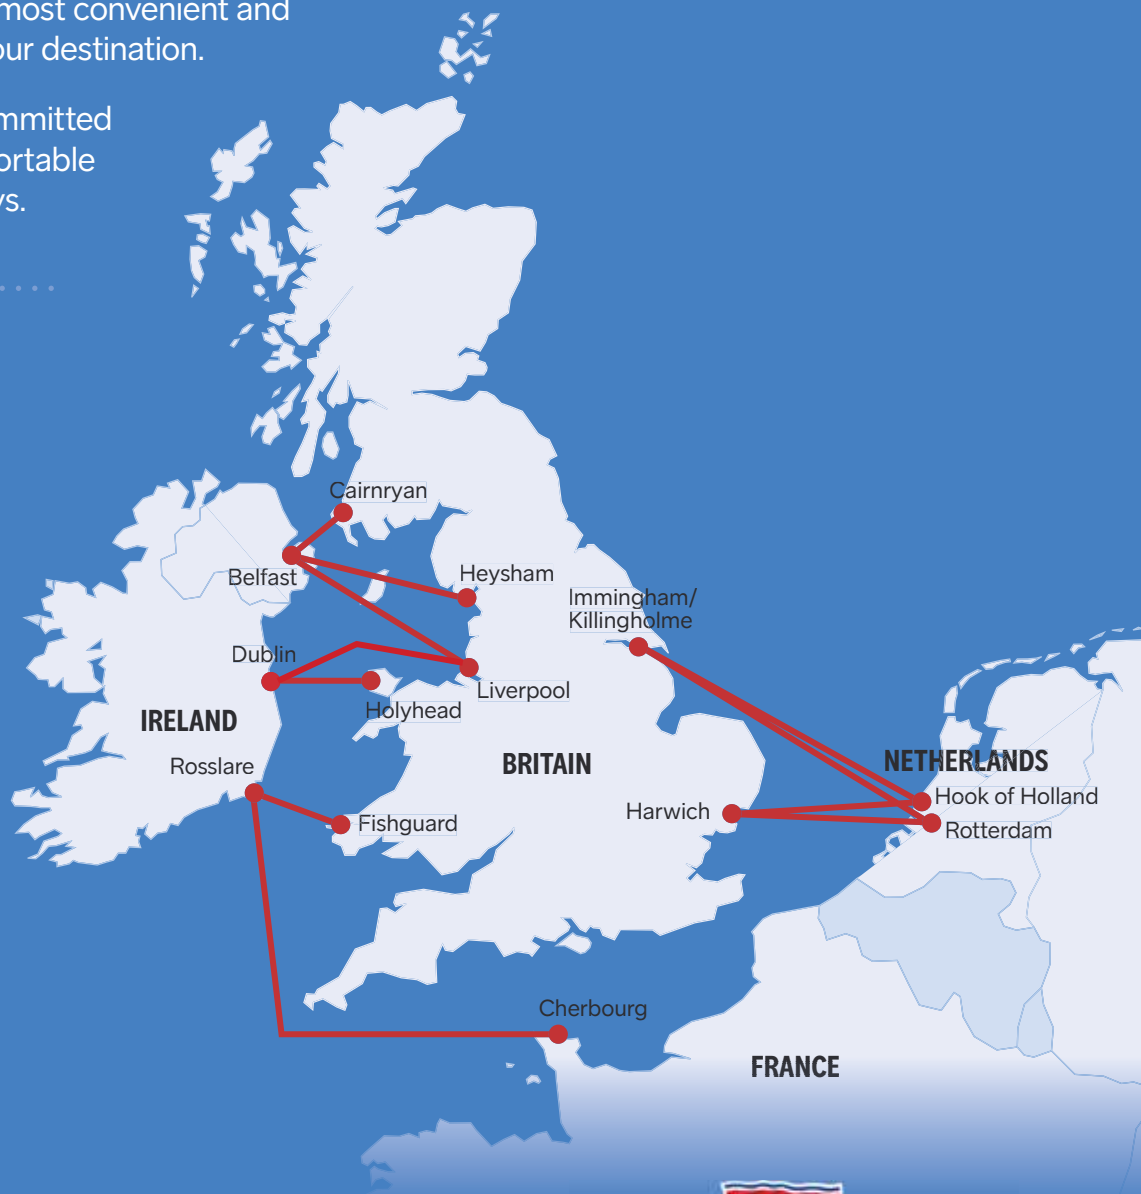 most convenient and
our destination.
mmitted
ortable
Cairnryan
Belfast
Heysham
Immingham/
Killingholme
Dublin
Liverpool
Holyhead
IRELAND
Rosslare
BRITAIN
NETHERLANDS
Hook of Holland
Harwich
Fishguard
Rotterdam
Cherbourg
FRANCE